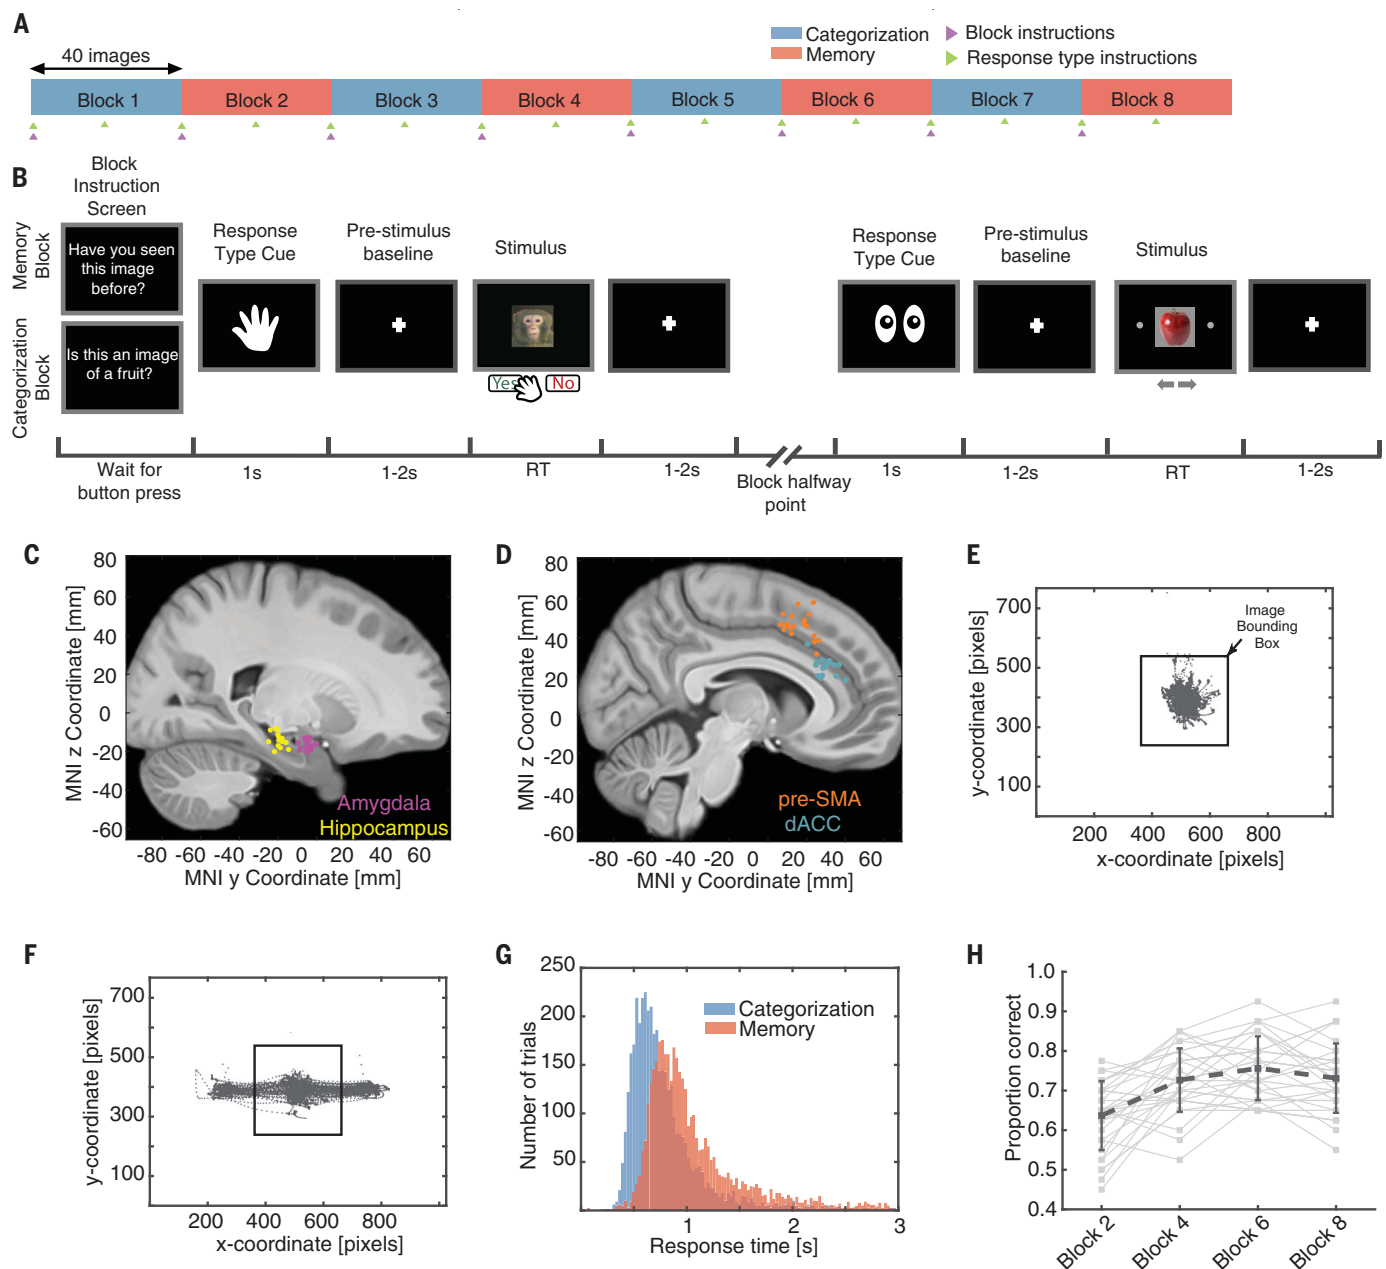 A
40 images
Categorization
Memory
Block instructions
Response type instructions
Block 1
Block 2
Block 3
Block 4
Block 5
Block 6
Block 7
Block 8
B
Block
Instruction
Screen
Memory
Block
Have you seen
this image
before?
Categorization
Block
Is this an image
of a fruit?
Response
Type Cue
Pre-stimulus
baseline
Stimulus
Yes
No
Response
Type Cue
Pre-stimulus
baseline
Stimulus
Wait for
button press
1s
1-2s
RT
1-2s
Block halfway
point
1s
1-2s
RT
1-2s
C
80
60
40
20
0
-20
-40
-60
MNI z Coordinate [mm]
Amygdala
Hippocampus
-80 -60 -40 -20 0 20 40 60
MNI y Coordinate [mm]
D
80
60
40
20
0
-20
-40
-60
MNI z Coordinate [mm]
pre-SMA
dACC
-80 -60 -40 -20 0 20 40 60
MNI y Coordinate [mm]
E
700
500
300
100
y-coordinate [pixels]
Image
Bounding
Box
200 400 600 800
x-coordinate [pixels]
F
700
500
300
100
y-coordinate [pixels]
200 400 600 800
x-coordinate [pixels]
G
250
200
150
100
50
Number of trials
Categorization
Memory
1 2 3
Response time [s]
H
1.0
0.9
0.8
0.7
0.6
0.5
0.4
Proportion correct
Block 2
Block 4
Block 6
Block 8